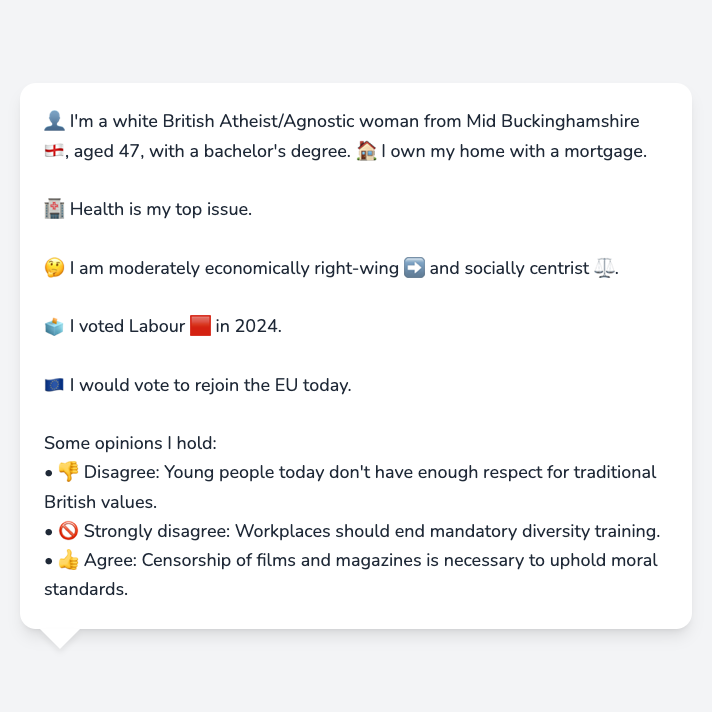 👤 I'm a white British Atheist/Agnostic woman from Mid Buckinghamshire
🏴󠁧󠁢󠁥󠁮󠁧󠁿, aged 47, with a bachelor's degree. 🏠 I own my home with a mortgage.
🏥 Health is my top issue.
🤔 I am moderately economically right-wing ➡️ and socially centrist ⚖️.
🗳️ I voted Labour 🟥 in 2024.
🇪🇺 I would vote to rejoin the EU today.
Some opinions I hold:
• 👎 Disagree: Young people today don't have enough respect for traditional
British values.
• 🚫 Strongly disagree: Workplaces should end mandatory diversity training.
• 👍 Agree: Censorship of films and magazines is necessary to uphold moral
standards.